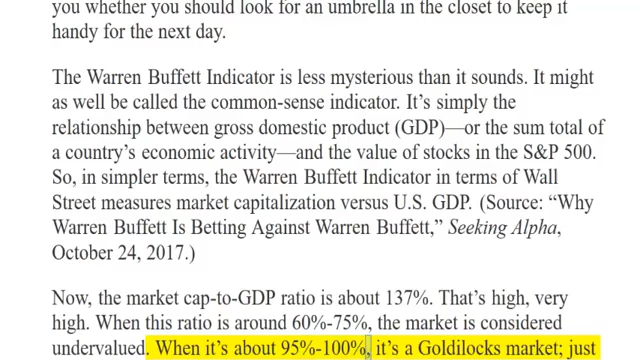 you whether you should look for an umbrella in the closet to keep it
handy for the next day.
The Warren Buffett Indicator is less mysterious than it sounds. It might
as well be called the common-sense indicator. It’s simply the
relationship between gross domestic product (GDP)—or the sum total of
a country’s economic activity—and the value of stocks in the S&P 500.
So, in simpler terms, the Warren Buffett Indicator in terms of Wall
Street measures market capitalization versus U.S. GDP. (Source: “Why
Warren Buffett Is Betting Against Warren Buffett,” Seeking Alpha,
October 24, 2017.)
Now, the market cap-to-GDP ratio is about 137%. That’s high, very
high. When this ratio is around 60%-75%, the market is considered
undervalued. When it’s about 95%-100%, it’s a Goldilocks market; just